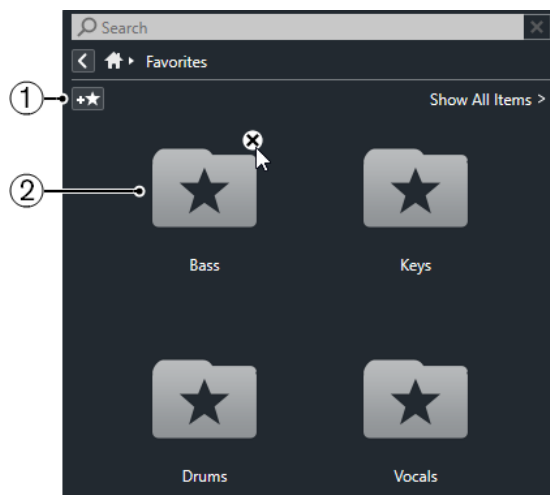 Search
Favorites
1
Show All Items >
2
Bass
Keys
Drums
Vocals